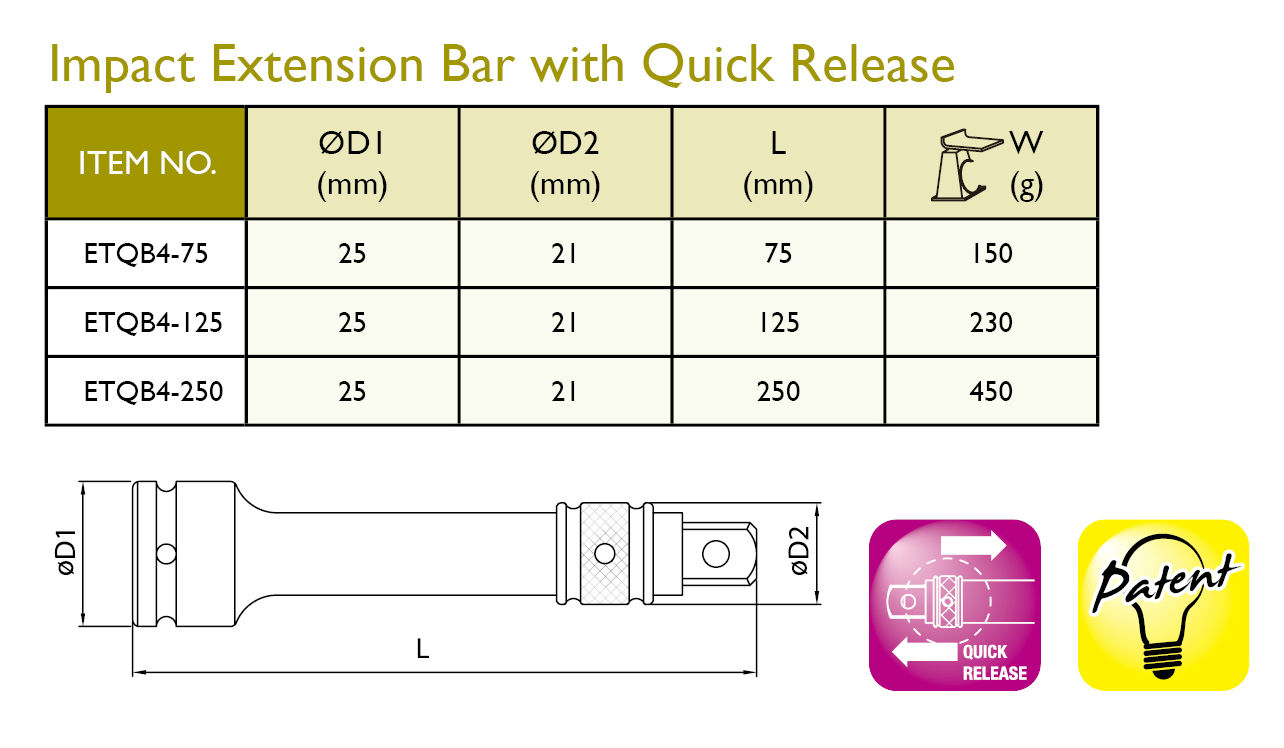 Impact Extension Bar with Quick Release
ITEM NO. ØD1 (mm) ØD2 (mm) L (mm) W (g)
ETQB4-75 25 21 75 150
ETQB4-125 25 21 125 230
ETQB4-250 25 21 250 450
øD1
øD2
L
QUICK
RELEASE
Patent